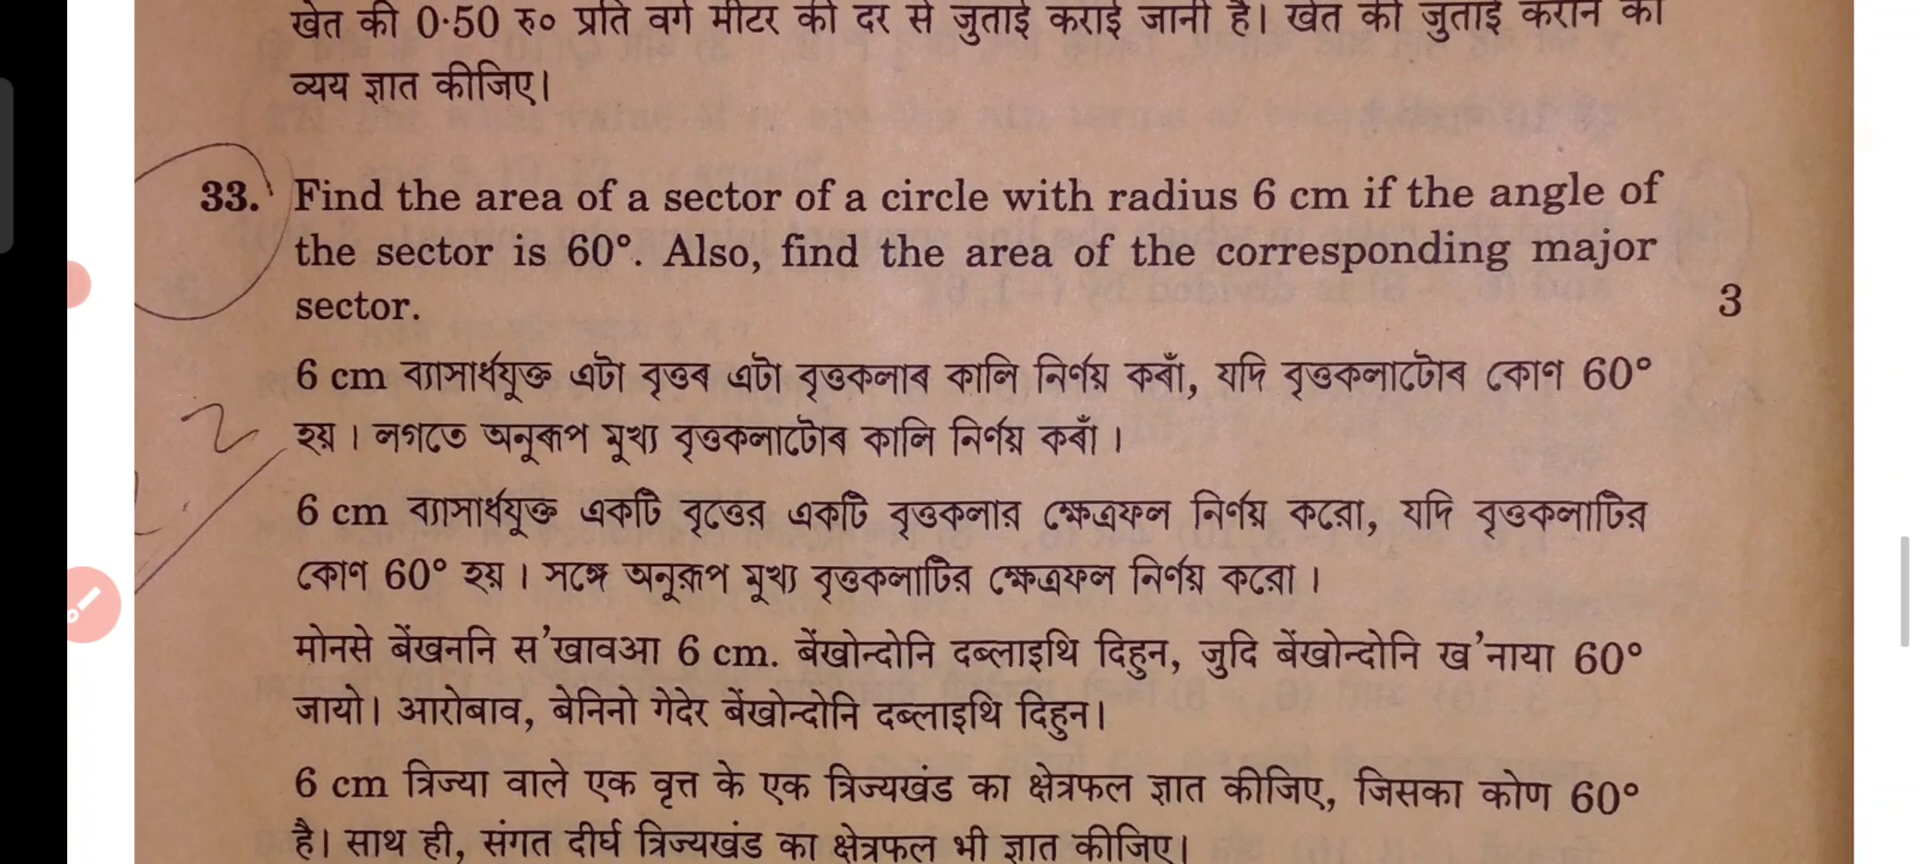 खेत की 0·50 रु० प्रति वर्ग मीटर की दर से जुताई कराई जानी है। खेत की जुताई कराने का
व्यय ज्ञात कीजिए।
33. Find the area of a sector of a circle with radius 6 cm if the angle of
the sector is 60°. Also, find the area of the corresponding major
sector. 3
6 cm ব্যাসাৰ্ধযুক্ত এটা বৃত্তৰ এটা বৃত্তকলাৰ কালি নিৰ্ণয় কৰাঁ, যদি বৃত্তকলাটোৰ কোণ 60°
হয়। লগতে অনুৰূপ মুখ্য বৃত্তকলাটোৰ কালি নিৰ্ণয় কৰাঁ।
6 cm ব্যাসার্ধযুক্ত একটি বৃত্তের একটি বৃত্তকলার ক্ষেত্রফল নির্ণয় করো, যদি বৃত্তকলাটির
কোণ 60° হয়। সঙ্গে অনুরূপ মুখ্য বৃত্তকলাটির ক্ষেত্রফল নির্ণয় করো।
मोनसे बेंखननि स'खावआ 6 cm. बेंखोन्दोनि दब्लाइथि दिहुन, जुदि बेंखोन्दोनि ख'नाया 60°
जायो। आरोबाव, बेनिनो गेदेर बेंखोन्दोनि दब्लाइथि दिहुन।
6 cm त्रिज्या वाले एक वृत्त के एक त्रिज्यखंड का क्षेत्रफल ज्ञात कीजिए, जिसका कोण 60°
है। साथ ही, संगत दीर्घ त्रिज्यखंड का क्षेत्रफल भी ज्ञात कीजिए।